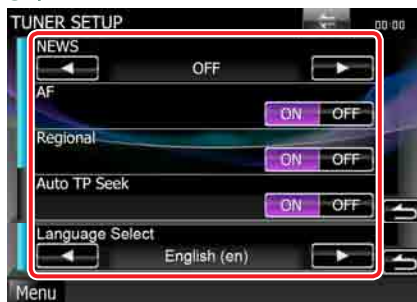 TUNER SETUP
00:00
NEWS
OFF
AF
ON OFF
Regional
ON OFF
Auto TP Seek
ON OFF
Language Select
English (en)
Menu